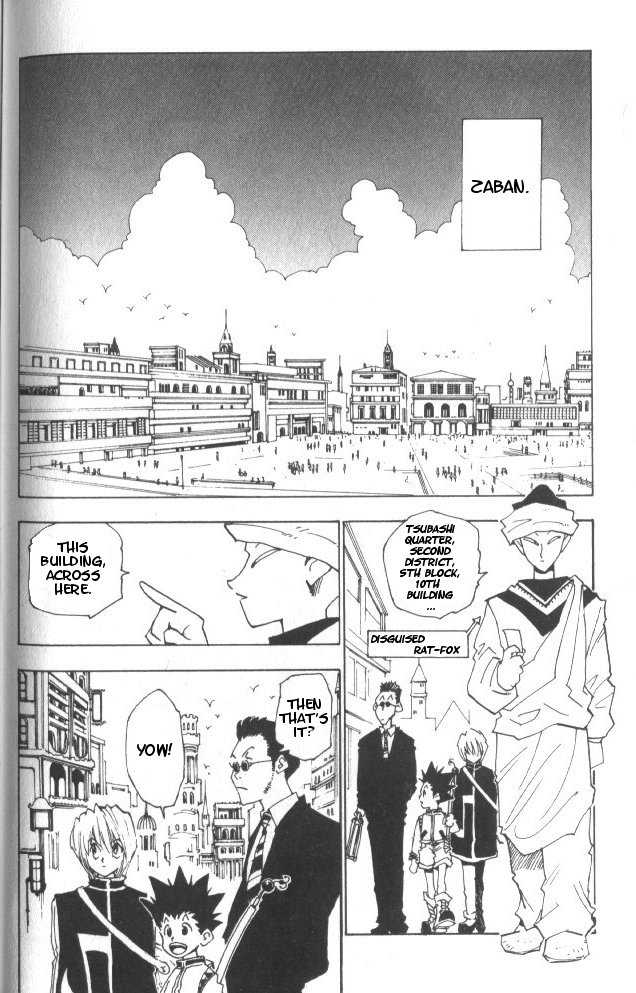 ZABAN.
TSUBASHI
QUARTER,
SECOND
DISTRICT,
5TH BLOCK,
10TH
BUILDING
...
DISGUISED
RAT-FOX
THIS
BUILDING,
ACROSS
HERE.
THEN
THAT'S
IT?
YOW!